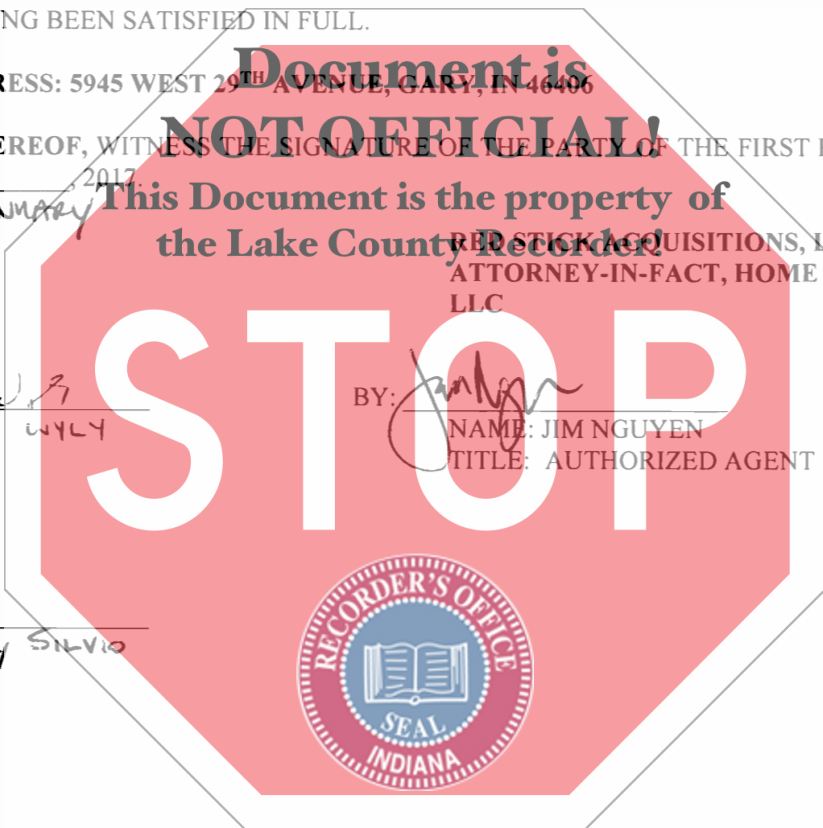 NG BEEN SATISFIED IN FULL.
Document is
RESS: 5945 WEST 29TH AVENUE, GARY, IN 46406
NOT OFFICIAL!
EREOF, WITNESS THE SIGNATURE OF THE PARTY OF THE FIRST
, 2017.
This Document is the property of
the Lake County Recorder!
RED STICK ACQUISITIONS, L
ATTORNEY-IN-FACT, HOME
LLC
STOP
BY:
WYLY
NAME: JIM NGUYEN
TITLE: AUTHORIZED AGENT
SILVIO
RECORDER'S OFFICE
SEAL
INDIANA